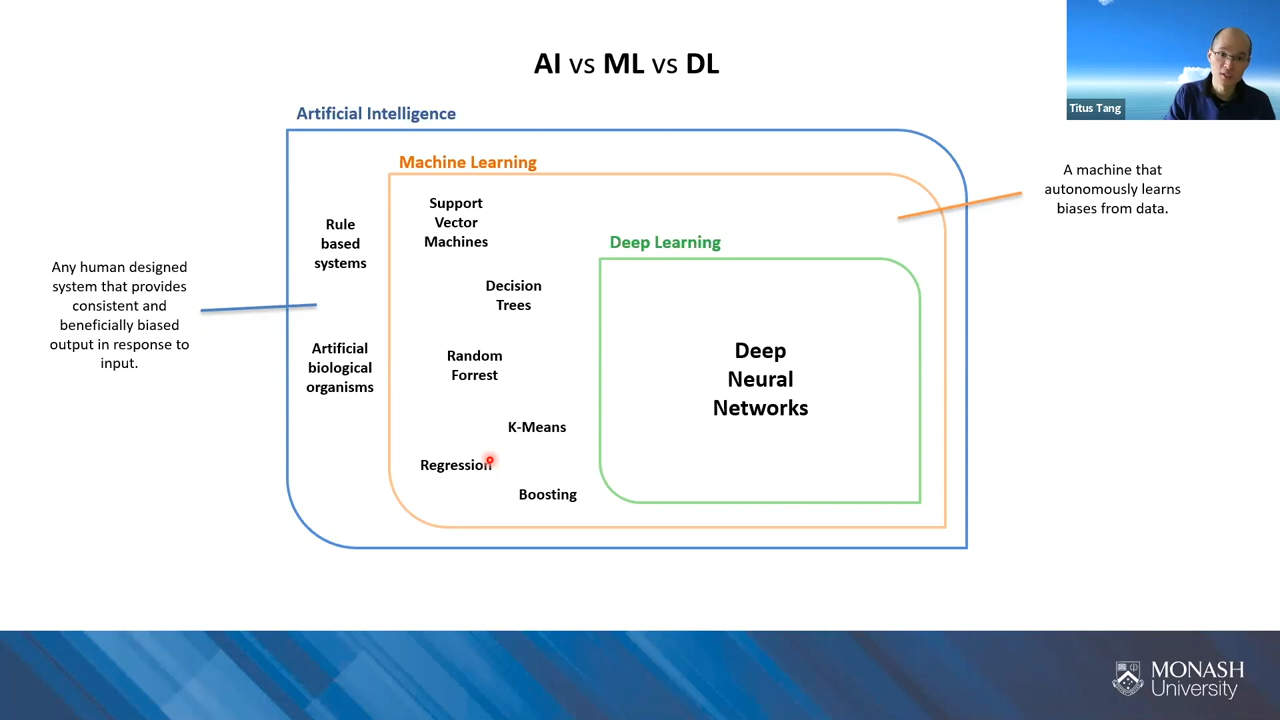 AI vs ML vs DL
Titus Tang
Artificial Intelligence
Machine Learning
A machine that
autonomously learns
biases from data.
Support
Vector
Machines
Rule
based
systems
Deep Learning
Any human designed
system that provides
consistent and
beneficially biased
output in response to
input.
Decision
Trees
Artificial
biological
organisms
Random
Forrest
Deep
Neural
Networks
K-Means
Regression
Boosting
MONASH
University